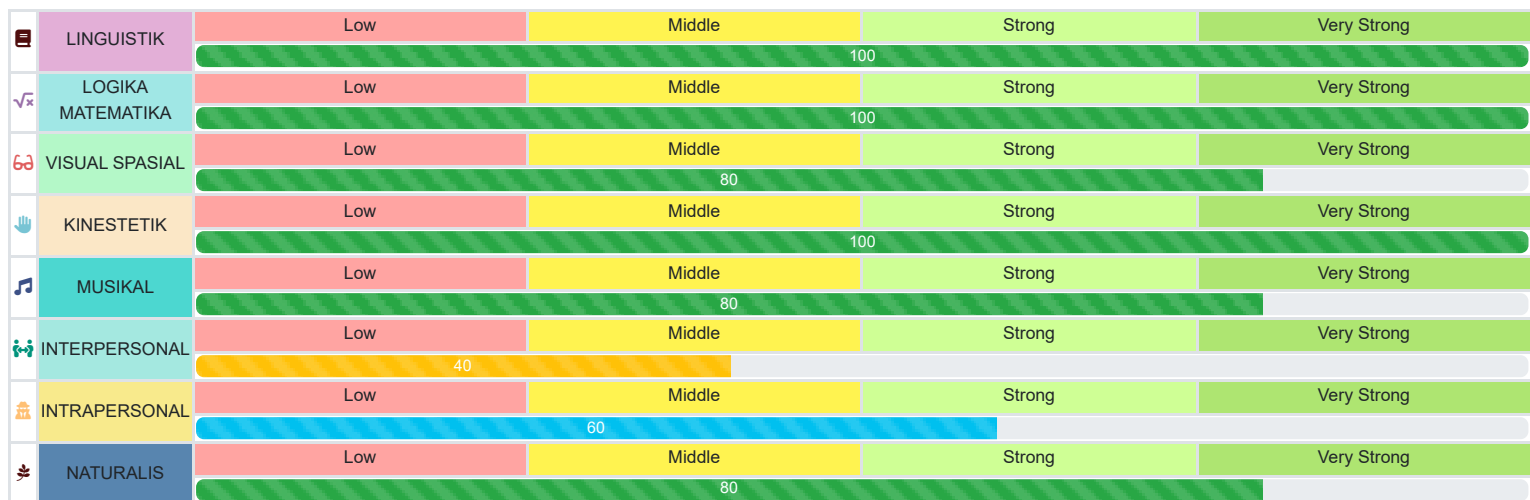 Low Middle Strong Very Strong
LINGUISTIK
100
Low Middle Strong Very Strong
LOGIKA
MATEMATIKA
100
Low Middle Strong Very Strong
VISUAL SPASIAL
80
Low Middle Strong Very Strong
KINESTETIK
100
Low Middle Strong Very Strong
MUSIKAL
80
Low Middle Strong Very Strong
INTERPERSONAL
40
Low Middle Strong Very Strong
INTRAPERSONAL
60
Low Middle Strong Very Strong
NATURALIS
80